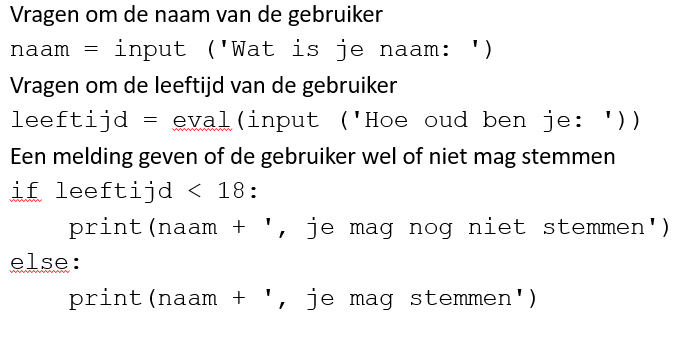 Vragen om de naam van de gebruiker
naam = input ('Wat is je naam: ')
Vragen om de leeftijd van de gebruiker
leeftijd = eval(input ('Hoe oud ben je: '))
Een melding geven of de gebruiker wel of niet mag stemmen
if leeftijd < 18:
    print(naam + ', je mag nog niet stemmen')
else:
    print(naam + ', je mag stemmen')